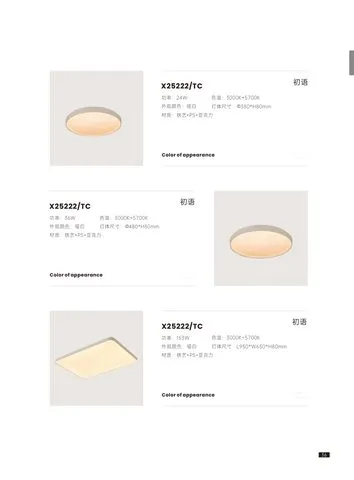 X25222/TC
初语
功率：24W 色温：3000K+5700K
外观颜色：暖白 灯体尺寸：Φ380*H60mm
材质：铁艺+PS+亚克力
Color of appearance
X25222/TC
初语
功率：36W 色温：3000K+5700K
外观颜色：暖白 灯体尺寸：Φ480*H60mm
材质：铁艺+PS+亚克力
Color of appearance
X25222/TC
初语
功率：153W 色温：3000K+5700K
外观颜色：暖白 灯体尺寸：L950*W650*H60mm
材质：铁艺+PS+亚克力
Color of appearance